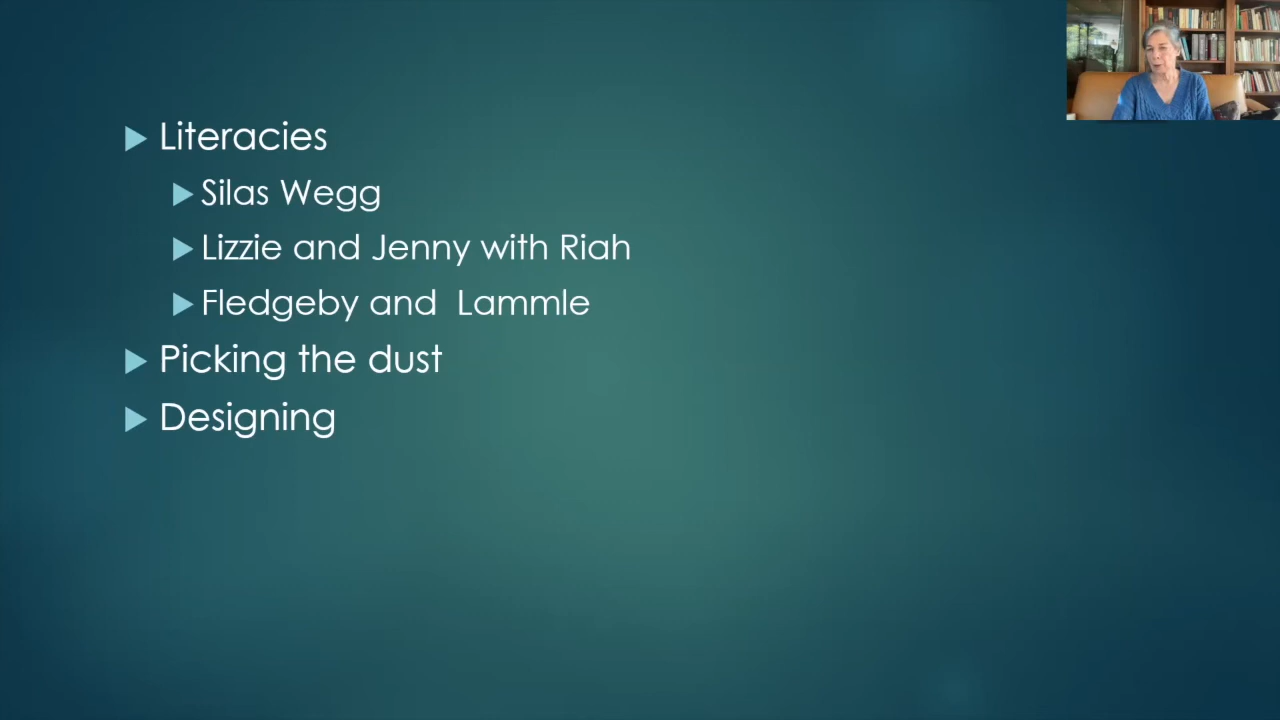 Literacies
Silas Wegg
Lizzie and Jenny with Riah
Fledgeby and  Lammle
Picking the dust
Designing